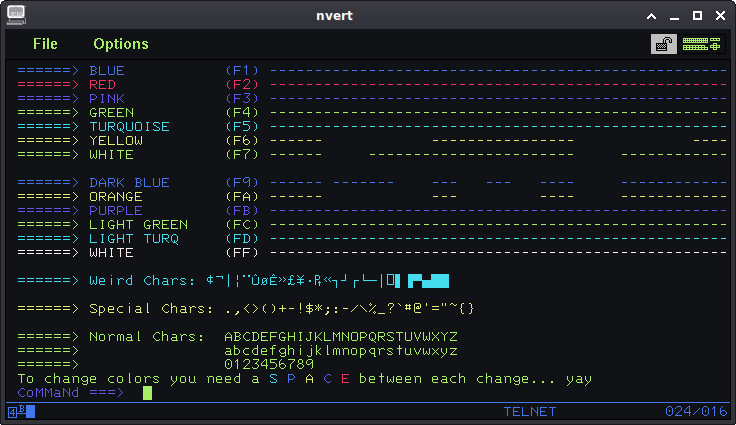 nvert
File Options
======> BLUE (F1) ----------------------------------------------------------
======> RED (F2) ----------------------------------------------------------
======> PINK (F3) ----------------------------------------------------------
======> GREEN (F4) ----------------------------------------------------------
======> TURQUOISE (F5) ----------------------------------------------------------
======> YELLOW (F6) ------ ------------------ ----
======> WHITE (F7) ------ ------------------ -------------
======> DARK BLUE (F9) ------------------ --- --- ---- -------------
======> ORANGE (FA) ------------------ --- ---- -------------
======> PURPLE (FB) ----------------------------------------------------------
======> LIGHT GREEN (FC) ----------------------------------------------------------
======> LIGHT TURQ (FD) ----------------------------------------------------------
======> WHITE (FF) ----------------------------------------------------------
======> Weird Chars: ¢¬|¦¨ÛøÊ»£¥·₧«┐┘┌└─│
======> Special Chars: .,<>()+-!$*;:-/\%_?`#@'="~{}
======> Normal Chars: ABCDEFGHIJKLMNOPQRSTUVWXYZ
======> abcdefghijklmnopqrstuvwxyz
======> 0123456789
To change colors you need a S P A C E between each change... yay
CoMMaNd ===>
4 B TELNET 024/016